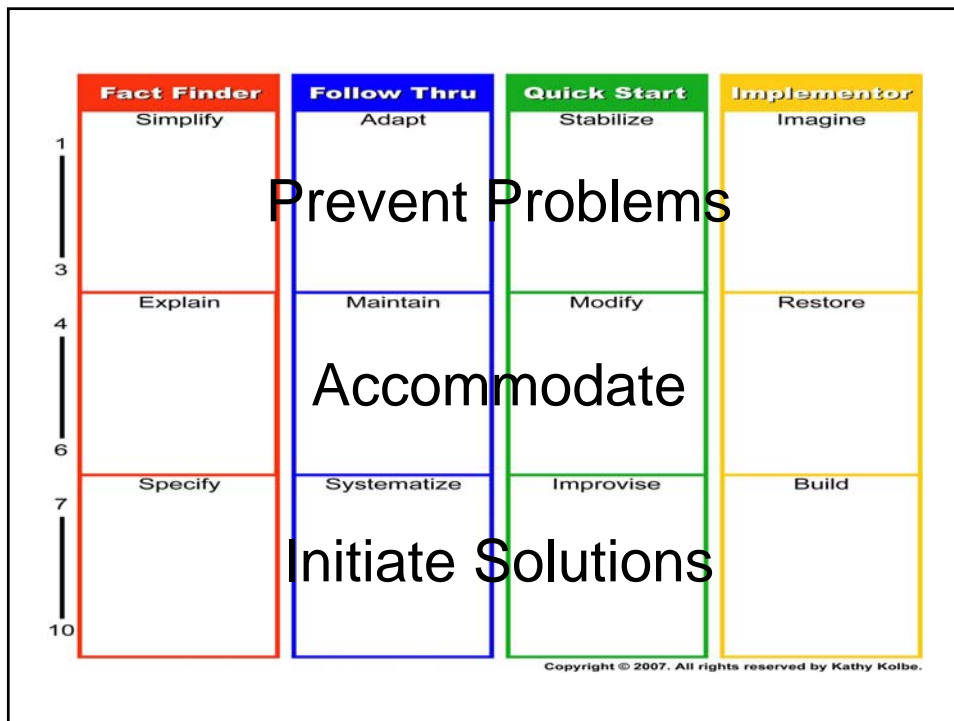 Fact Finder Follow Thru Quick Start Implementor
Simplify Adapt Stabilize Imagine
1
Prevent Problems
3
Explain Maintain Modify Restore
4
Accommodate
6
Specify Systematize Improvise Build
7
Initiate Solutions
10
Copyright © 2007. All rights reserved by Kathy Kolbe.